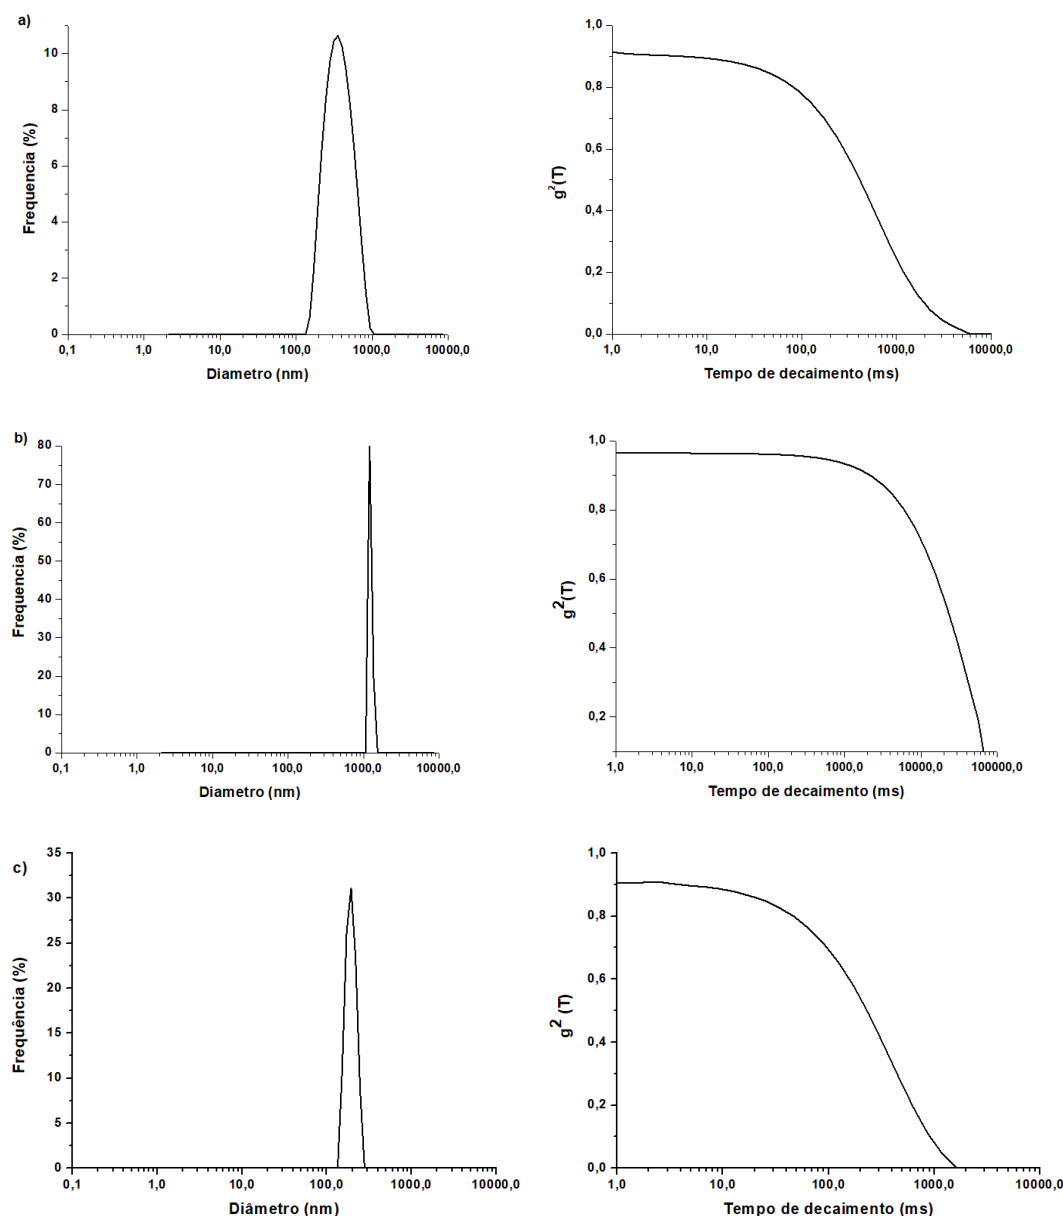 a)
10
8
6
4
2
0
0,1 1,0 10,0 100,0 1000,0 10000,0
Frequencia (%)
Diametro (nm)
1,0
0,8
0,6
0,4
0,2
0,0
1,0 10,0 100,0 1000,0 10000,0
g²(T)
Tempo de decaimento (ms)
b)
80
70
60
50
40
30
20
10
0
0,1 1,0 10,0 100,0 1000,0 10000,0
Frequencia (%)
Diametro (nm)
1,0
0,8
0,6
0,4
0,2
1,0 10,0 100,0 1000,0 10000,0 100000,0
g²(T)
Tempo de decaimento (ms)
c)
35
30
25
20
15
10
5
0
0,1 1,0 10,0 100,0 1000,0 10000,0
Frequência (%)
Diâmetro (nm)
1,0
0,8
0,6
0,4
0,2
0,0
1,0 10,0 100,0 1000,0 10000,0
g² (T)
Tempo de decaimento (ms)